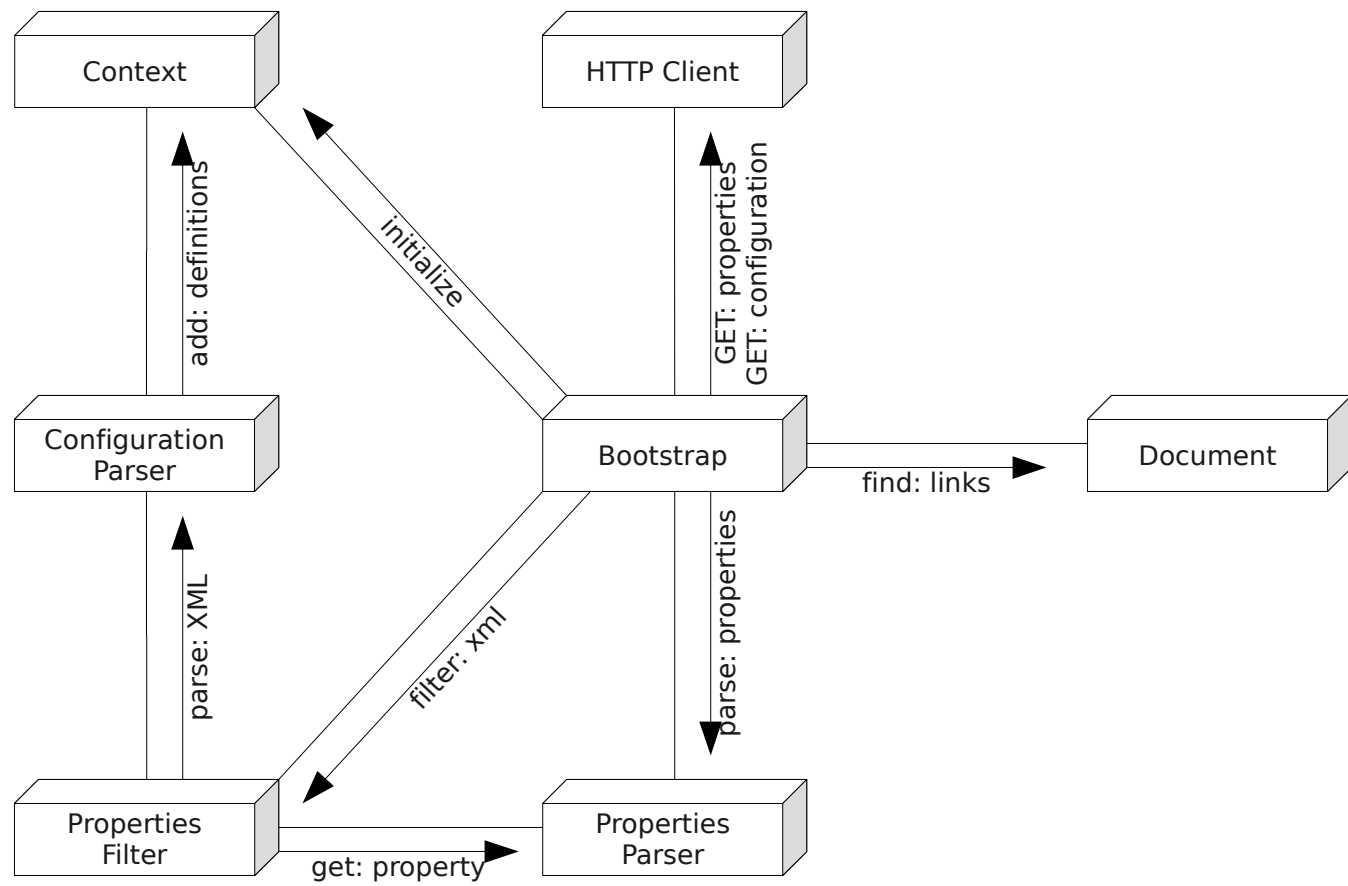 Context
HTTP Client
add: definitions
initialize
GET: properties
GET: configuration
Configuration
Parser
Bootstrap
Document
find: links
parse: XML
filter: xml
parse: properties
Properties
Filter
Properties
Parser
get: property